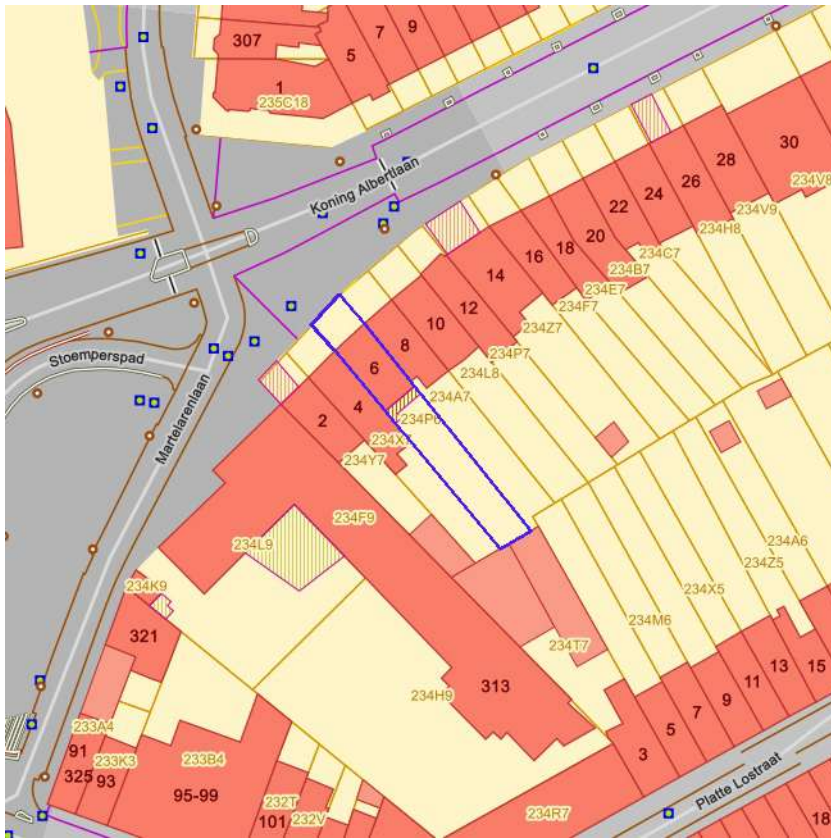 307
1
235C18
5
7
9
Koning Albertlaan
30
28
26
24
22
20
18
16
14
12
10
8
6
4
2
234V8
234V9
234H8
234C7
234B7
234E7
234F7
234Z7
234P7
234L8
234A7
234P6
234X7
234Y7
Stoemperspad
Martelarenlaan
234F9
234L9
234K9
321
234A6
234Z5
234X5
234M6
234T7
234H9
313
15
13
11
9
7
5
3
Platte Lostraat
233A4
91
233K3
325
93
233B4
95-99
232T
101
232V
234R7
18